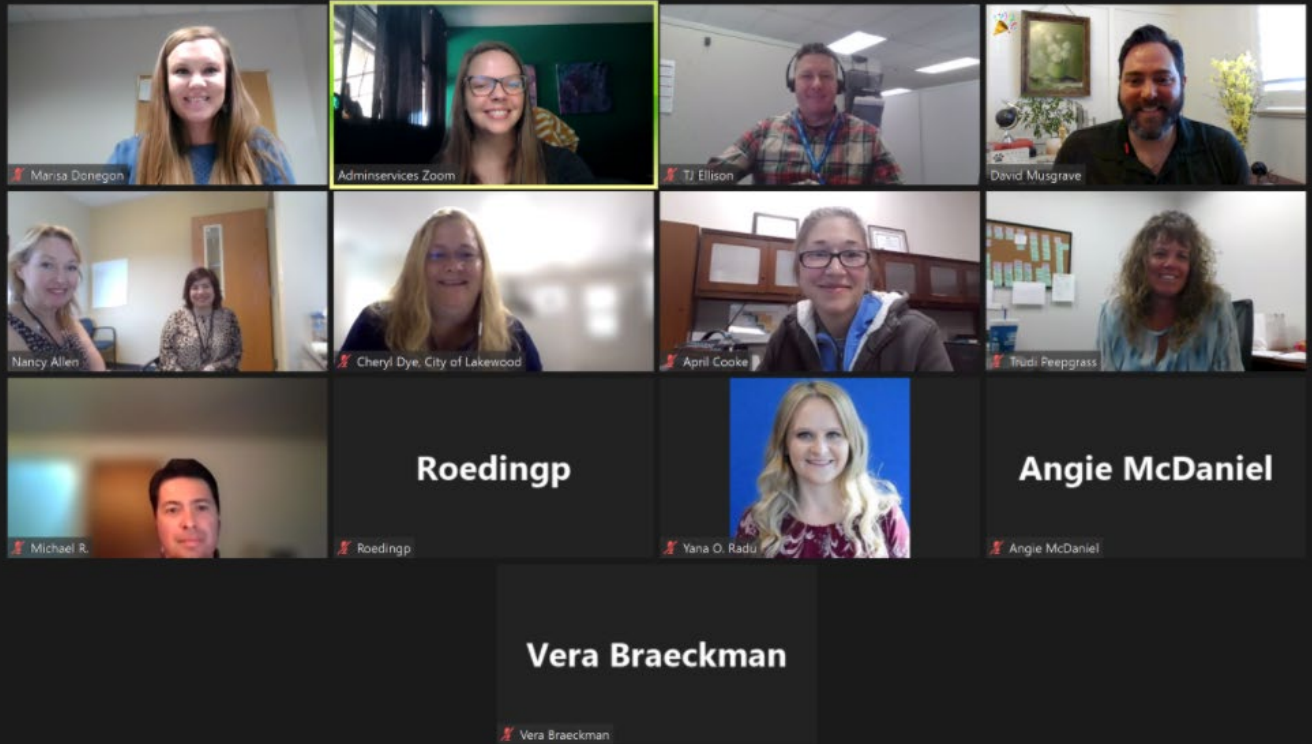 Marisa Donegon
Adminservices Zoom
TJ Ellison
David Musgrave
Nancy Allen
Cheryl Dye, City of Lakewood
April Cooke
Trudi Peepgrass
Michael R.
Roedingp
Roedingp
Yana O. Radu
Angie McDaniel
Angie McDaniel
Vera Braeckman
Vera Braeckman